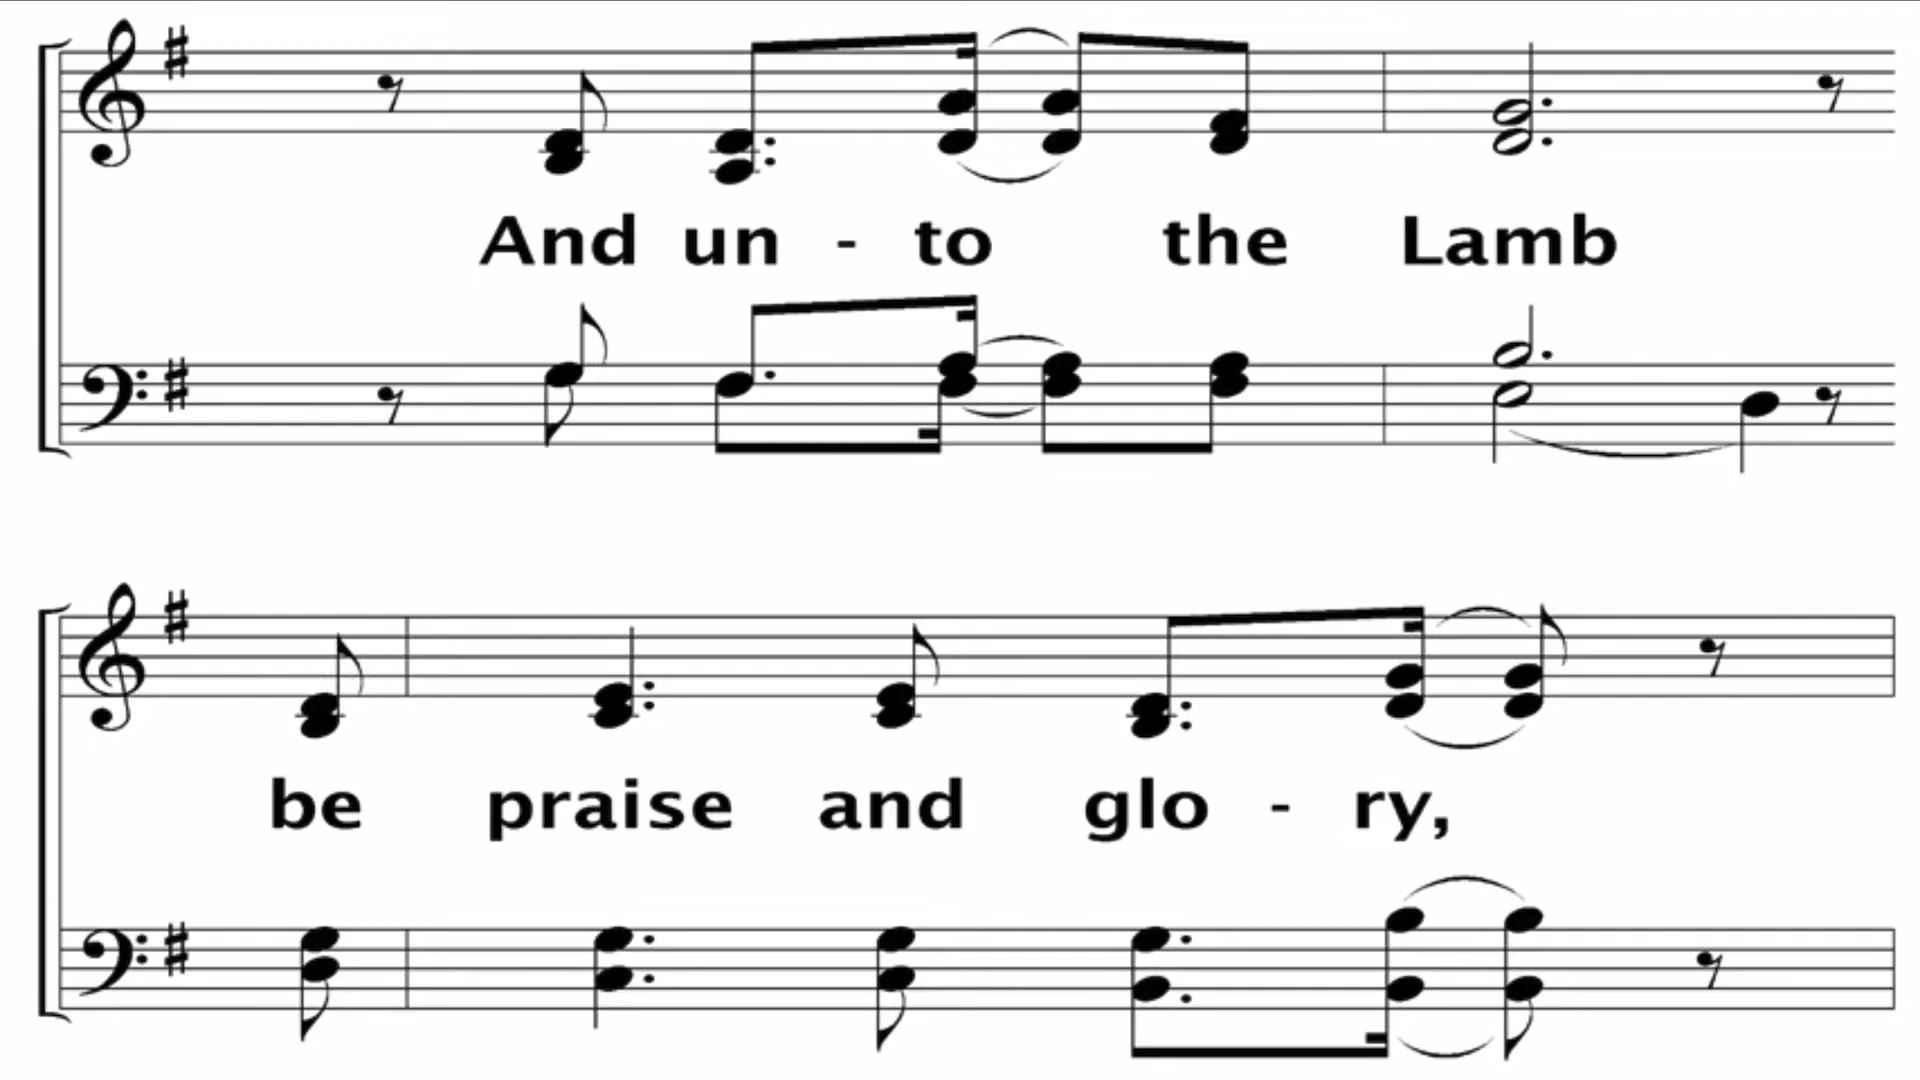 And un - to the Lamb
be praise and glo - ry,